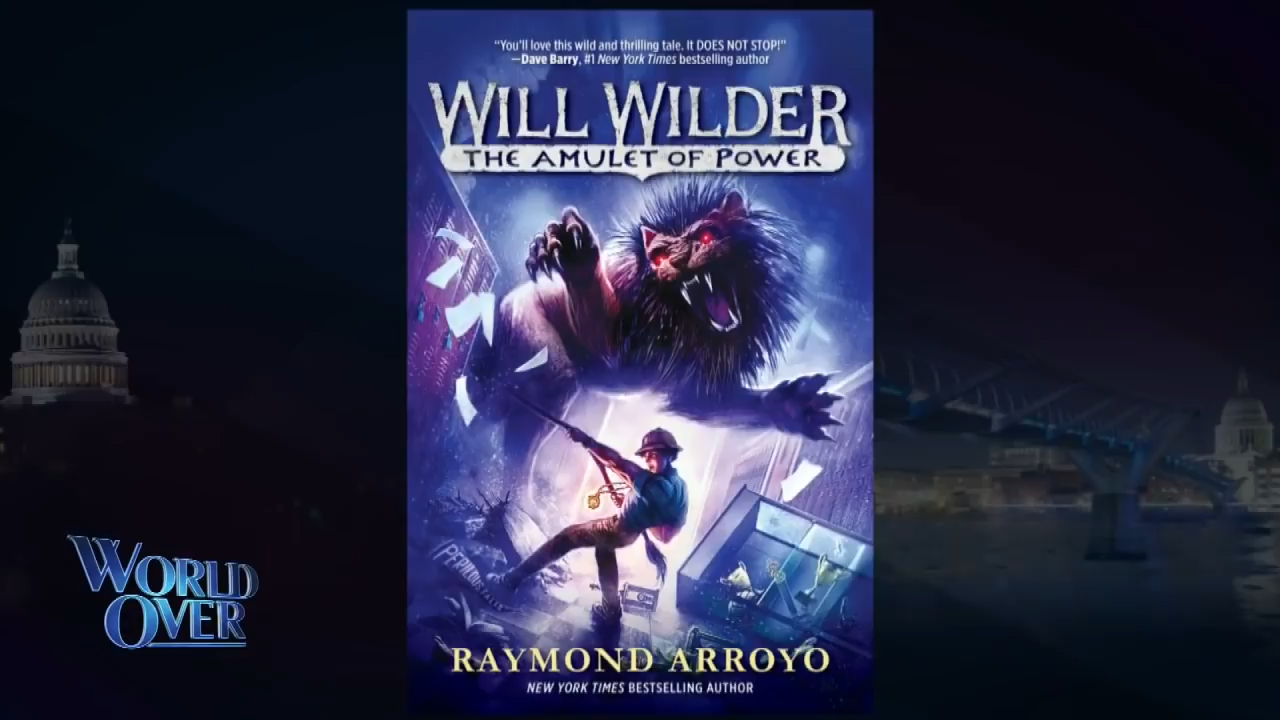 “You'll love this wild and thrilling tale. It DOES NOT STOP!”
—Dave Barry, #1 New York Times bestselling author
WILL WILDER
THE AMULET OF POWER
RAYMOND ARROYO
NEW YORK TIMES BESTSELLING AUTHOR
WORLD
OVER